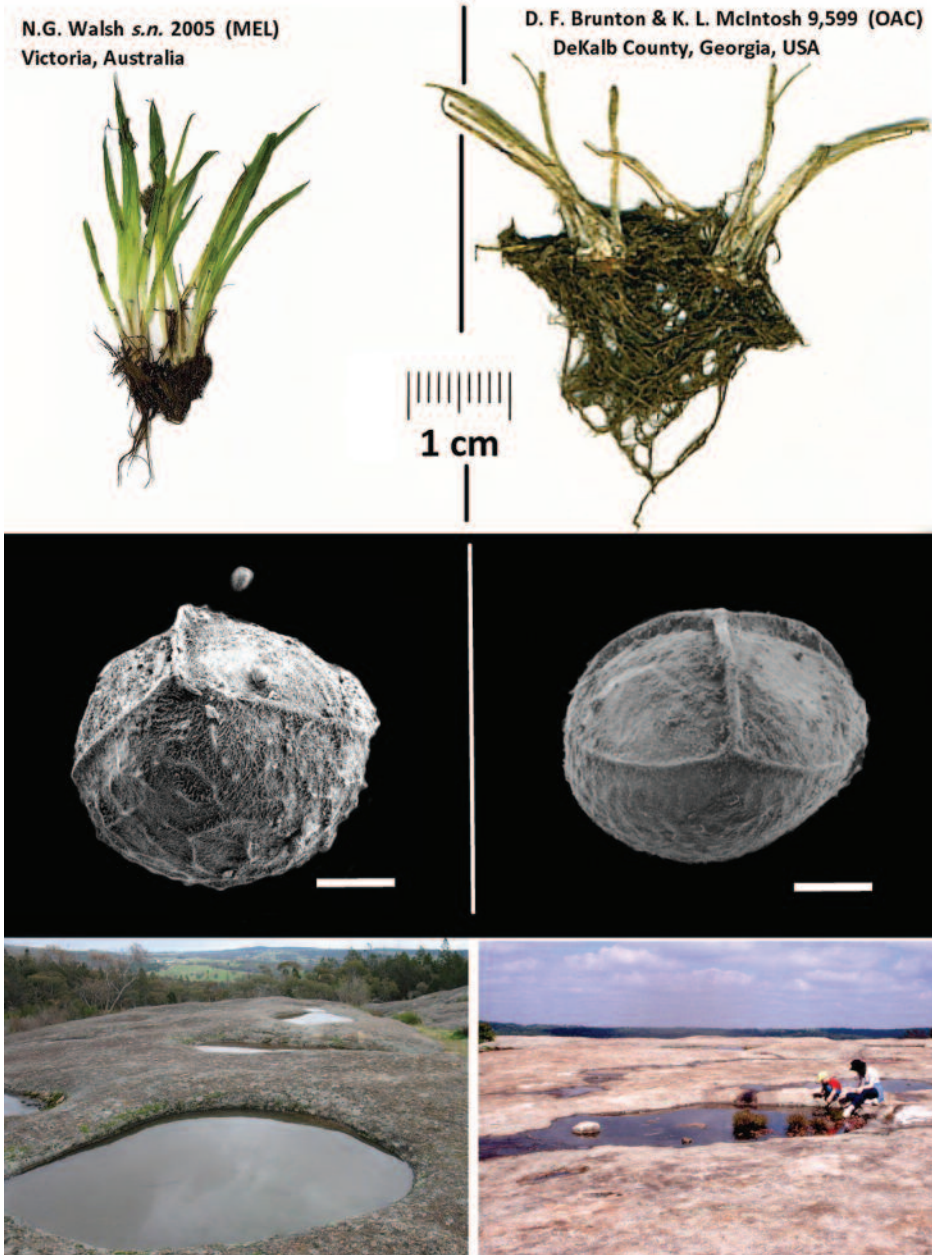 N.G. Walsh s.n. 2005 (MEL)
Victoria, Australia
D. F. Brunton & K. L. McIntosh 9,599 (OAC)
DeKalb County, Georgia, USA
1 cm